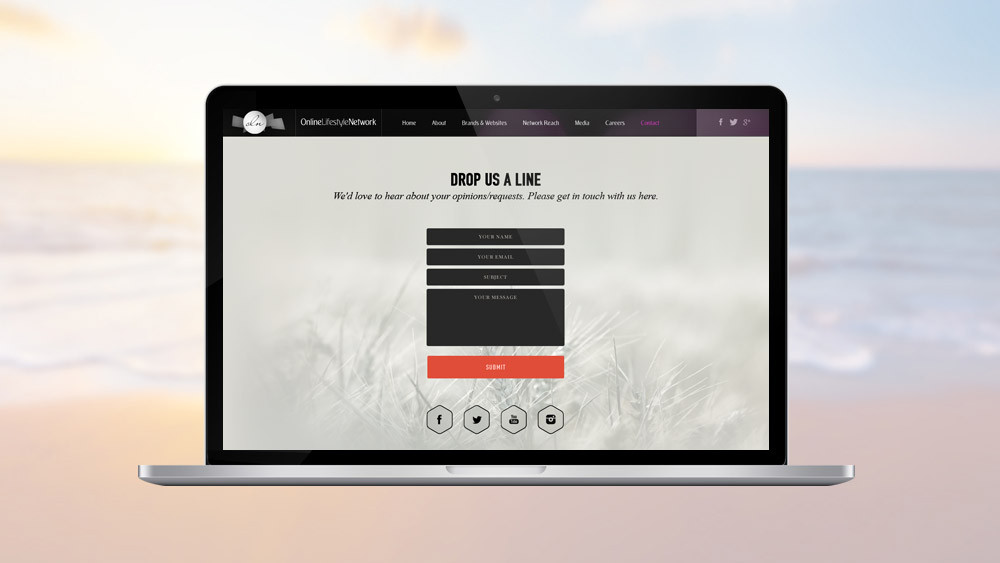 oln
OnlineLifestyleNetwork
Home About Brands & Websites Network Reach Media Careers Contact
DROP US A LINE
We'd love to hear about your opinions/requests. Please get in touch with us here.
YOUR NAME
YOUR EMAIL
SUBJECT
YOUR MESSAGE
SUBMIT
You
Tube